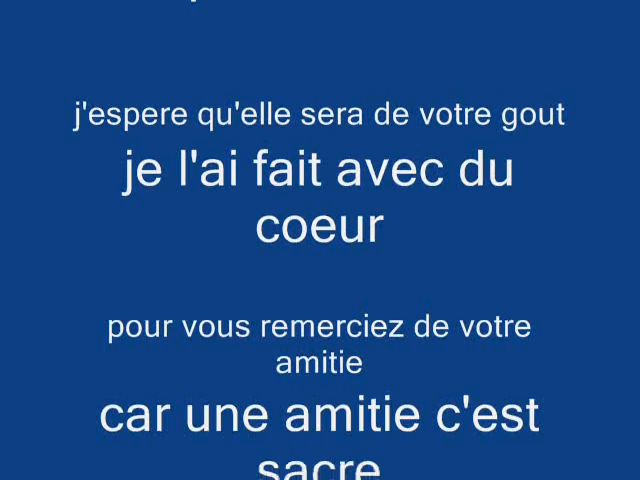 j'espere qu'elle sera de votre gout
je l'ai fait avec du
coeur
pour vous remerciez de votre
amitie
car une amitie c'est
sacre